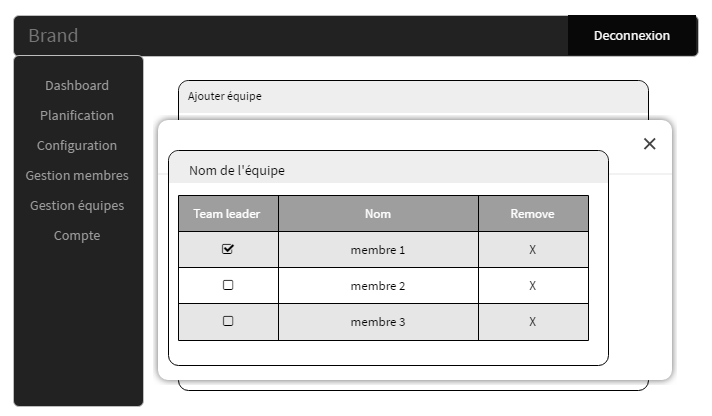 Brand
Deconnexion
Dashboard
Planification
Configuration
Gestion membres
Gestion équipes
Compte
Ajouter équipe
Nom de l'équipe
Team leader Nom Remove
membre 1 X
membre 2 X
membre 3 X